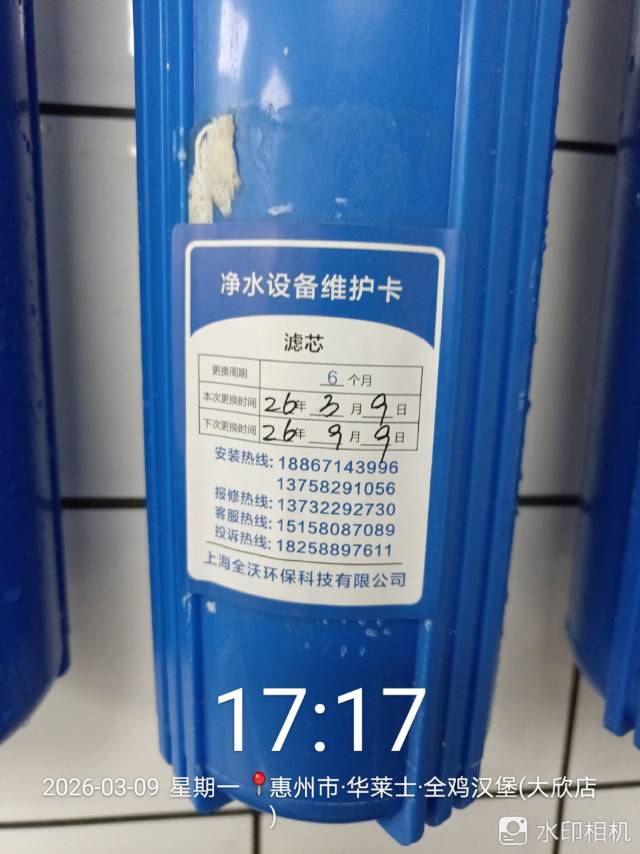 净水设备维护卡
滤芯
更换周期 6 个月
本次更换时间 26年 3 月 9 日
下次更换时间 26年 9 月 9 日
安装热线: 18867143996
13758291056
报修热线: 13732292730
客服热线: 15158087089
投诉热线: 18258897611
上海全沃环保科技有限公司
17:17
2026-03-09 星期一 惠州市·华莱士·全鸡汉堡(大欣店
)
水印相机